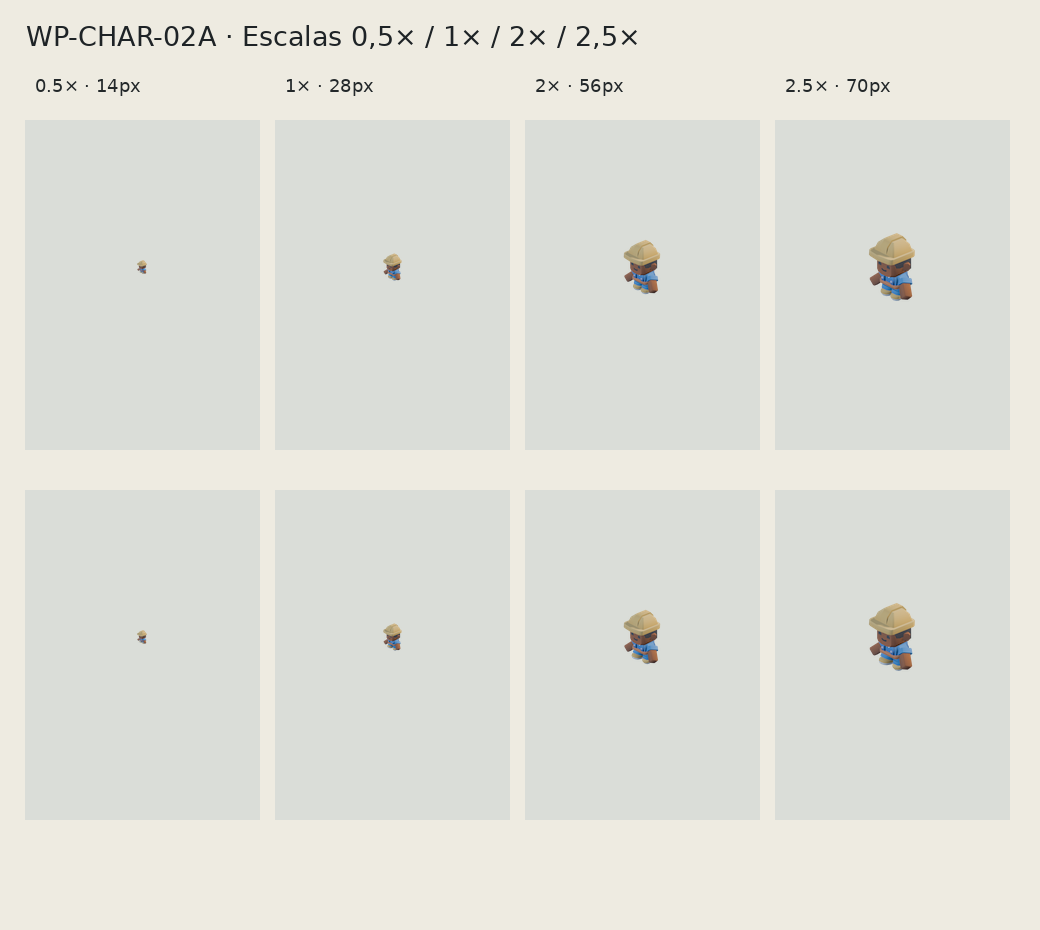 WP-CHAR-02A · Escalas 0,5× / 1× / 2× / 2,5×
0.5× · 14px
1× · 28px
2× · 56px
2.5× · 70px